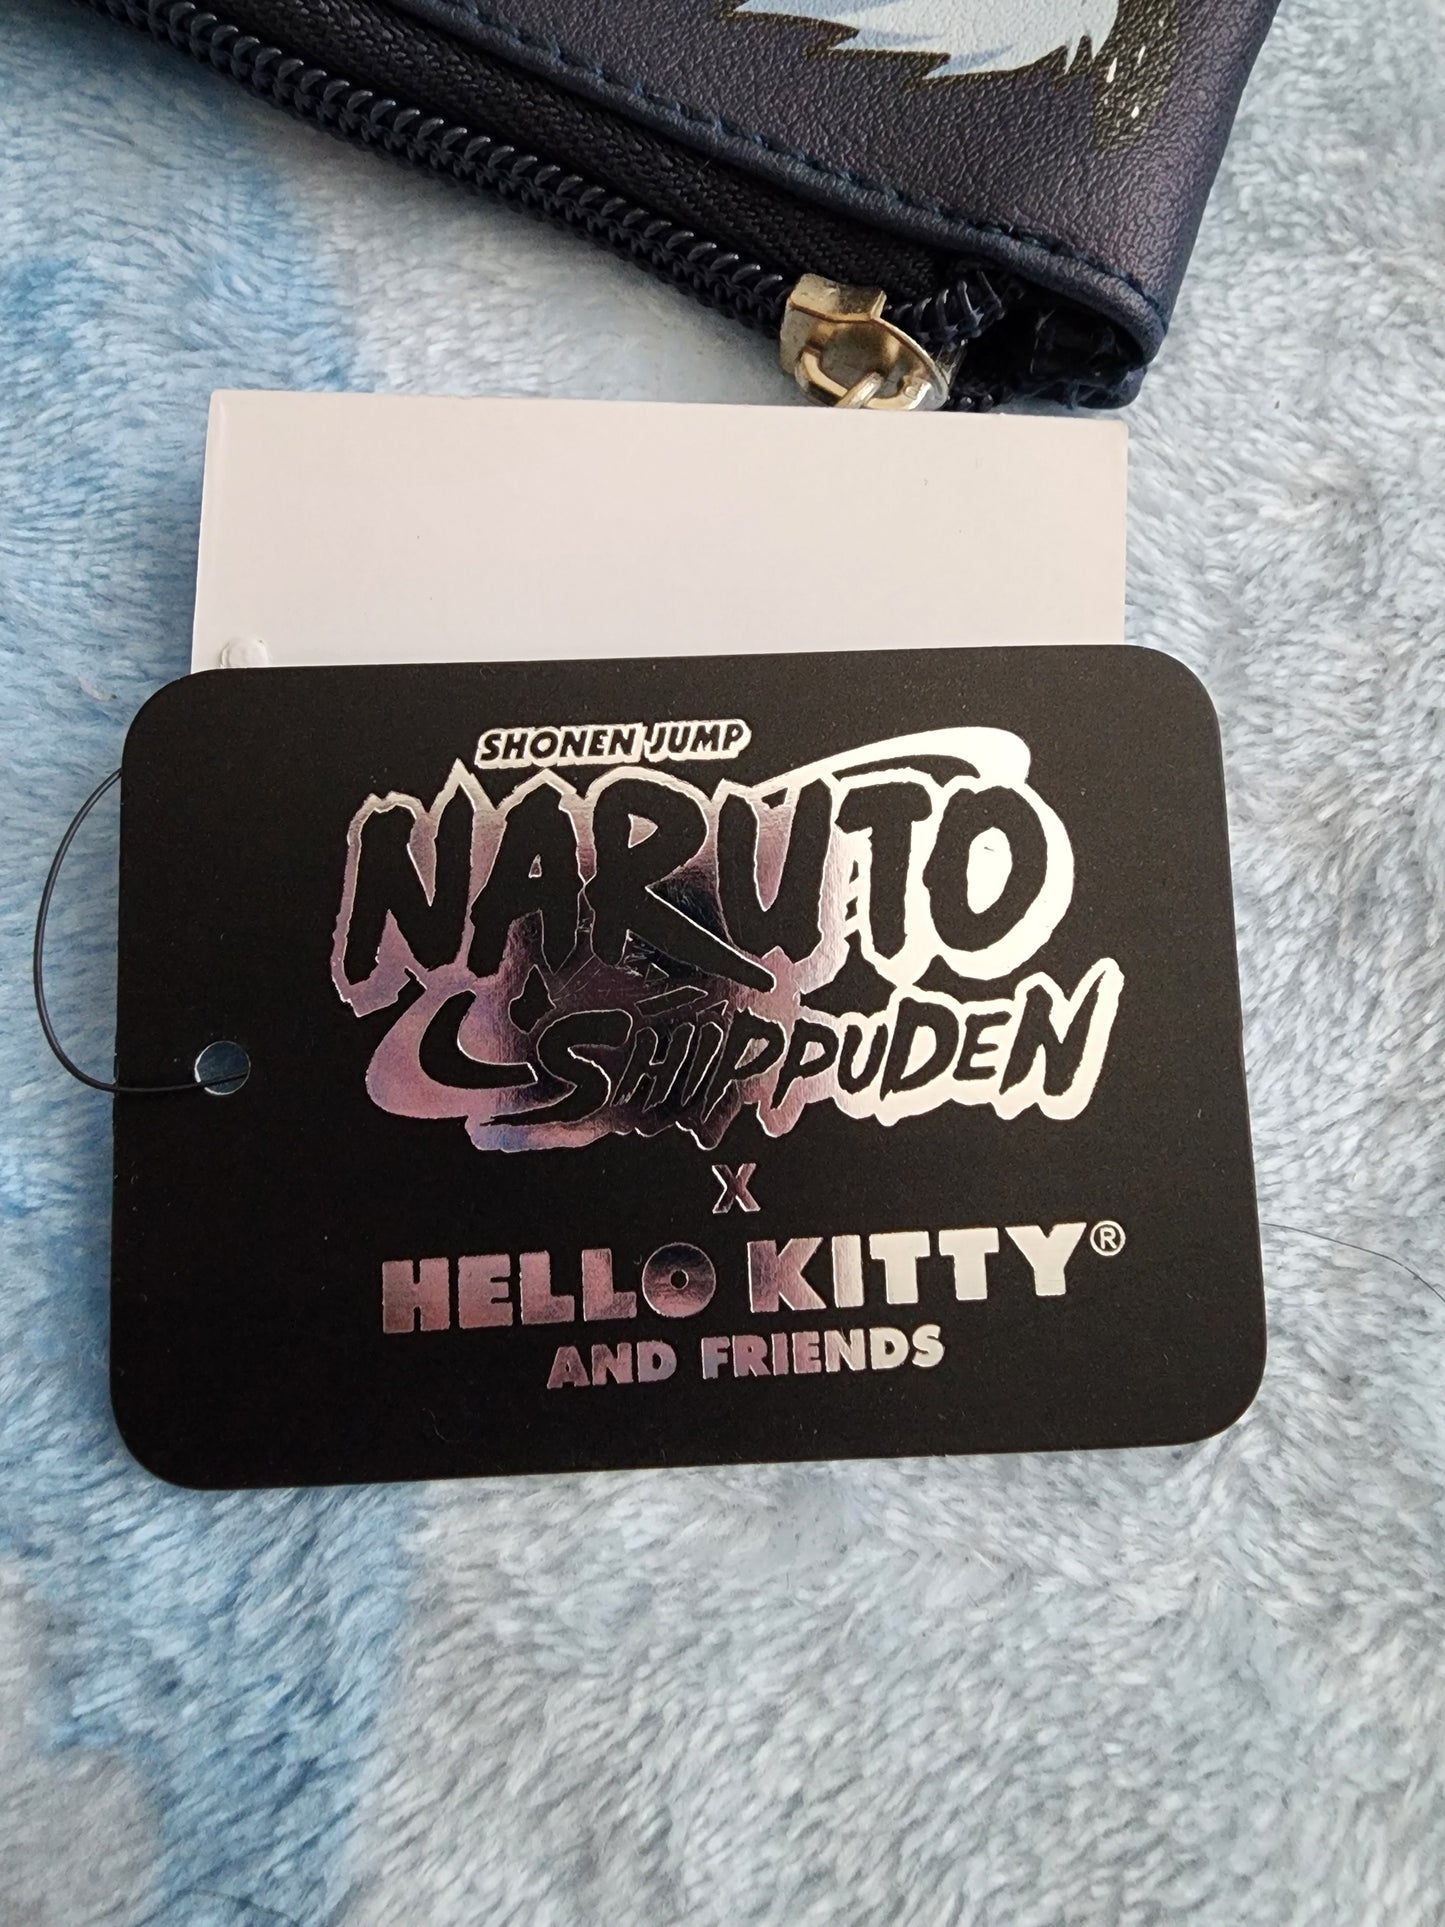 SHONEN JUMP
NARUTO
SHIPPUDEN
X
HELLO KITTY®
AND FRIENDS